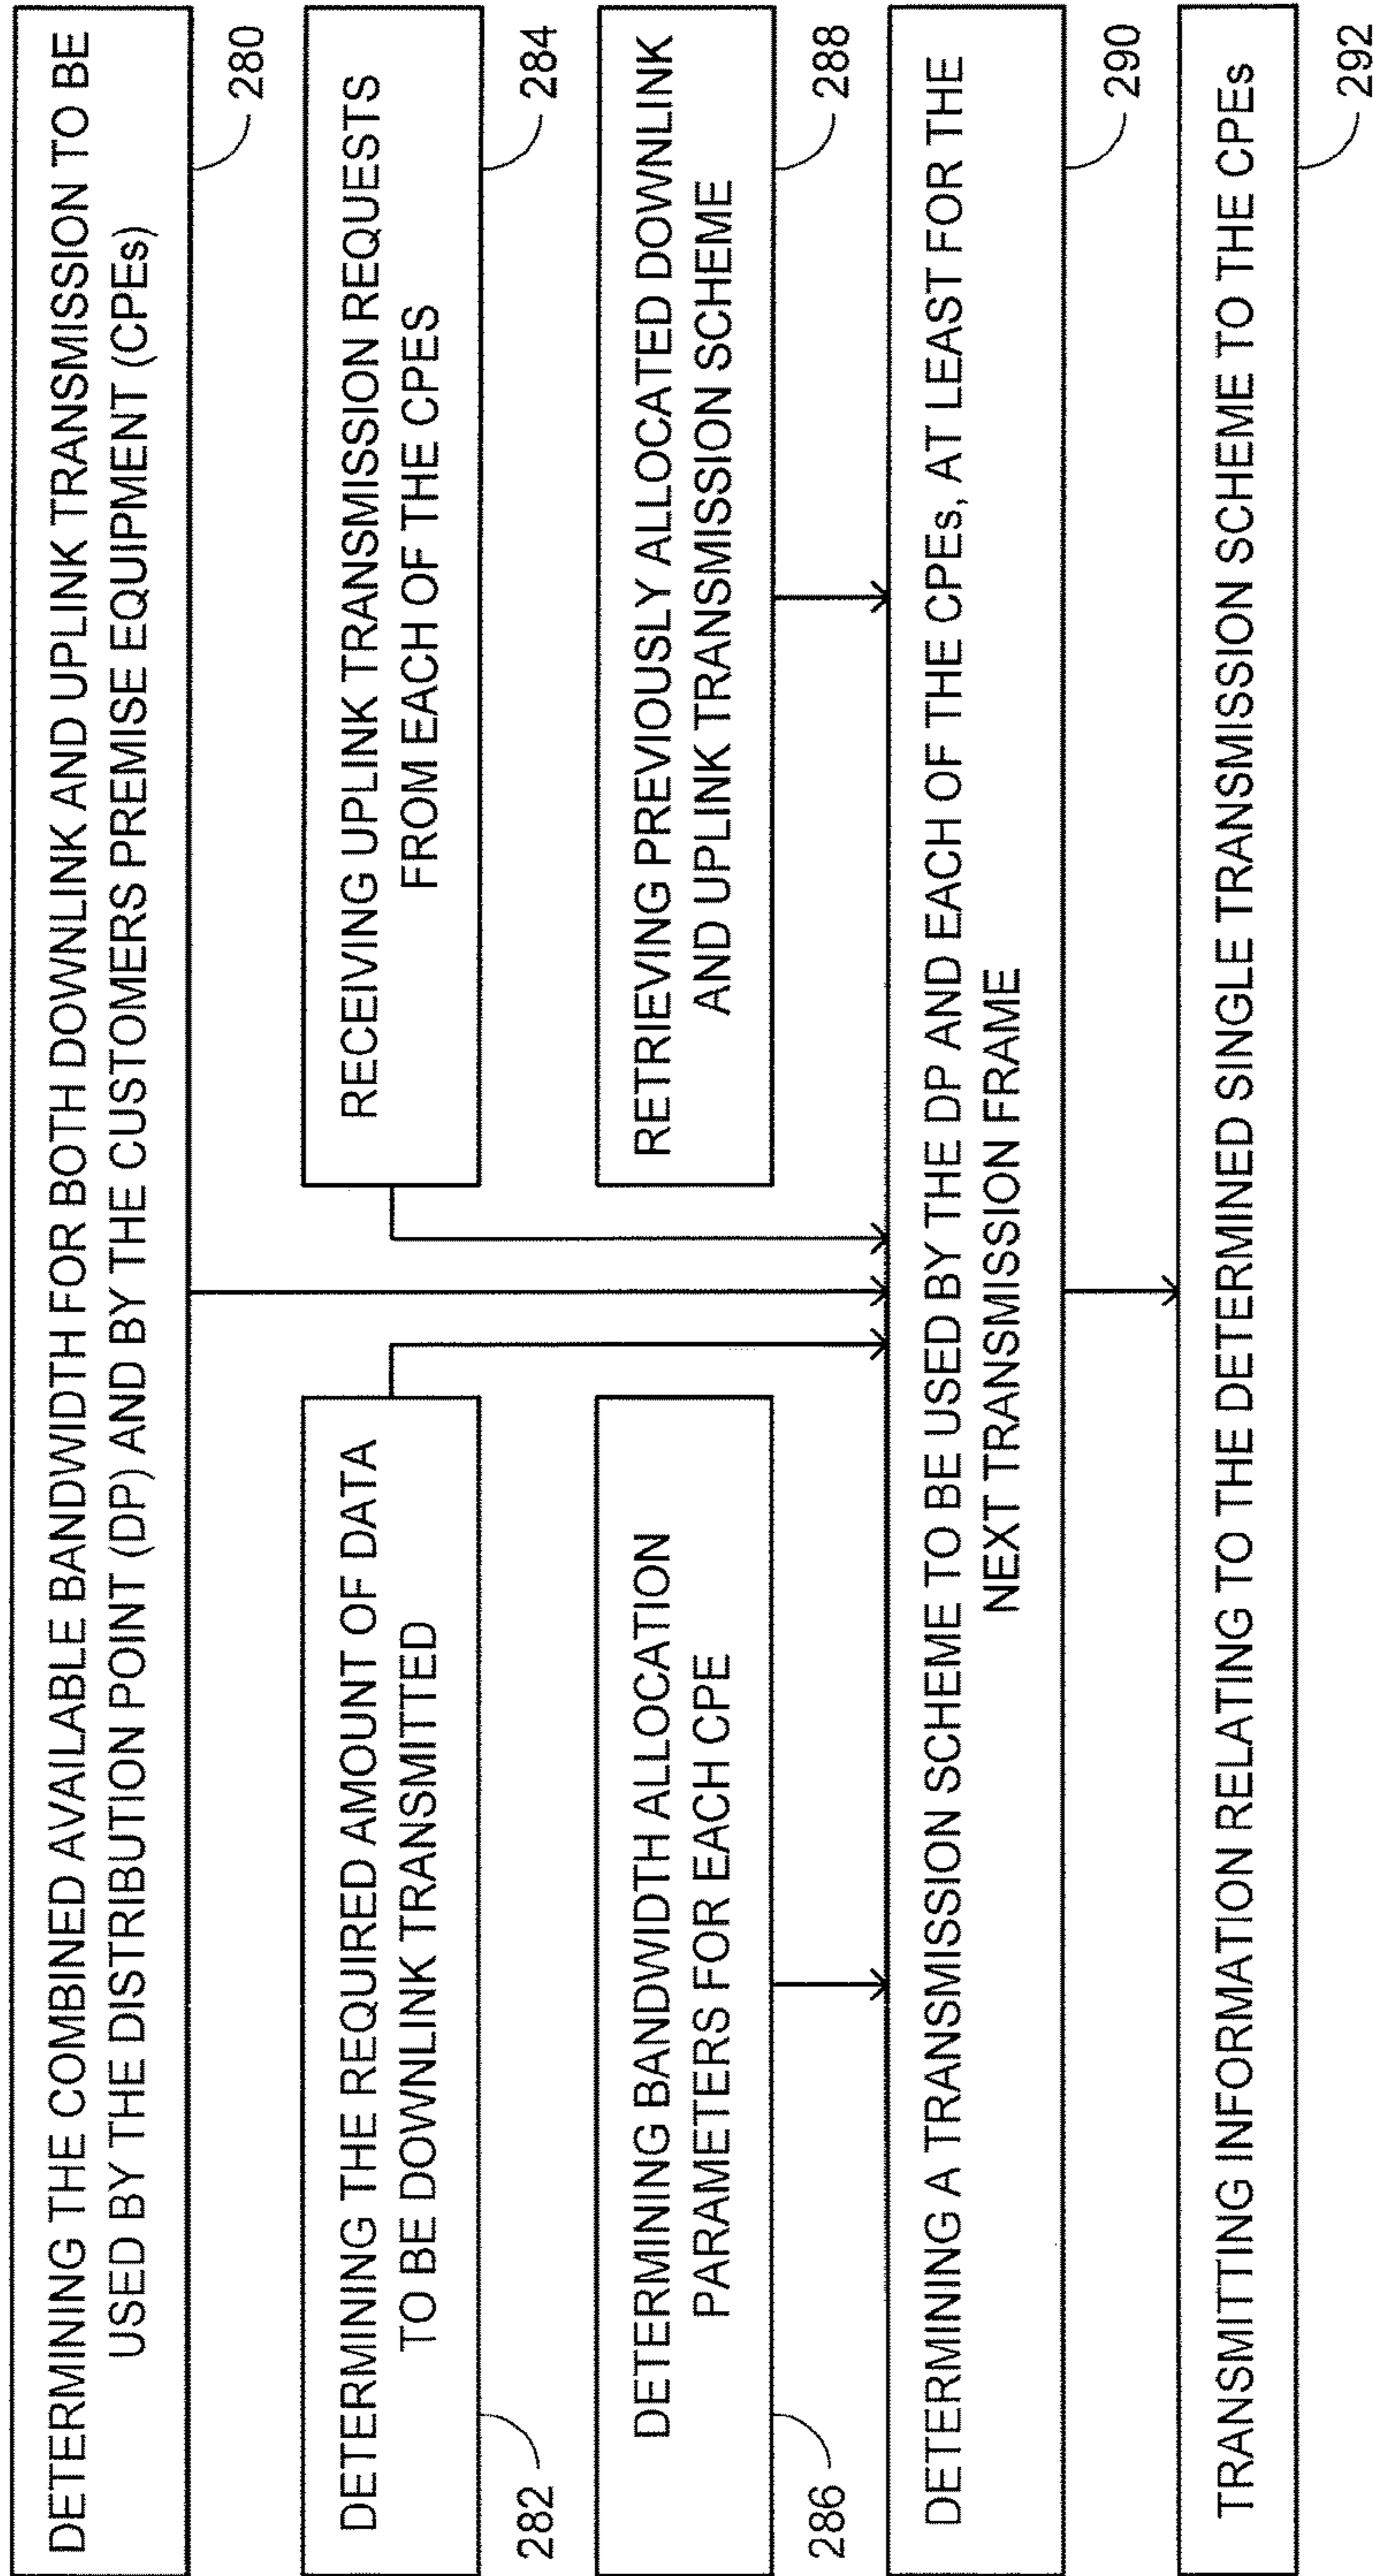 DETERMINING THE COMBINED AVAILABLE BANDWIDTH FOR BOTH DOWNLINK AND UPLINK TRANSMISSION TO BE
USED BY THE DISTRIBUTION POINT (DP) AND BY THE CUSTOMERS PREMISE EQUIPMENT (CPEs)
280
DETERMINING THE REQUIRED AMOUNT OF DATA
TO BE DOWNLINK TRANSMITTED
282
RECEIVING UPLINK TRANSMISSION REQUESTS
FROM EACH OF THE CPES
284
DETERMINING BANDWIDTH ALLOCATION
PARAMETERS FOR EACH CPE
286
RETRIEVING PREVIOUSLY ALLOCATED DOWNLINK
AND UPLINK TRANSMISSION SCHEME
288
DETERMINING A TRANSMISSION SCHEME TO BE USED BY THE DP AND EACH OF THE CPEs, AT LEAST FOR THE
NEXT TRANSMISSION FRAME
290
TRANSMITTING INFORMATION RELATING TO THE DETERMINED SINGLE TRANSMISSION SCHEME TO THE CPEs
292